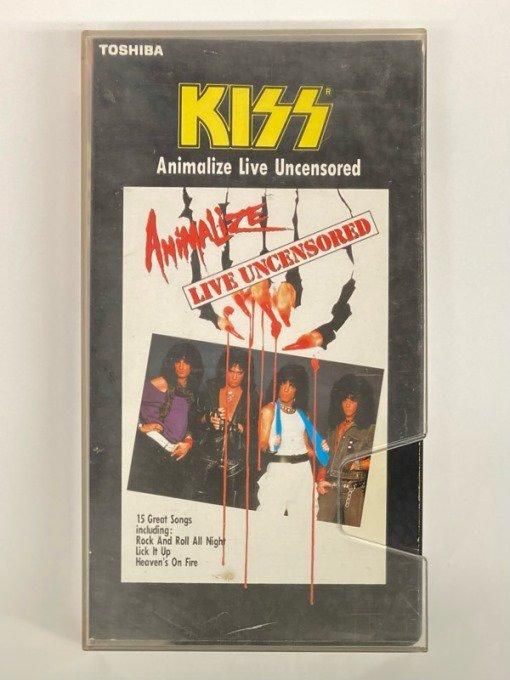 TOSHIBA
KISS®
Animalize Live Uncensored
ANIMALIZE
LIVE UNCENSORED
15 Great Songs
including:
Rock And Roll All Night
Lick It Up
Heaven's On Fire